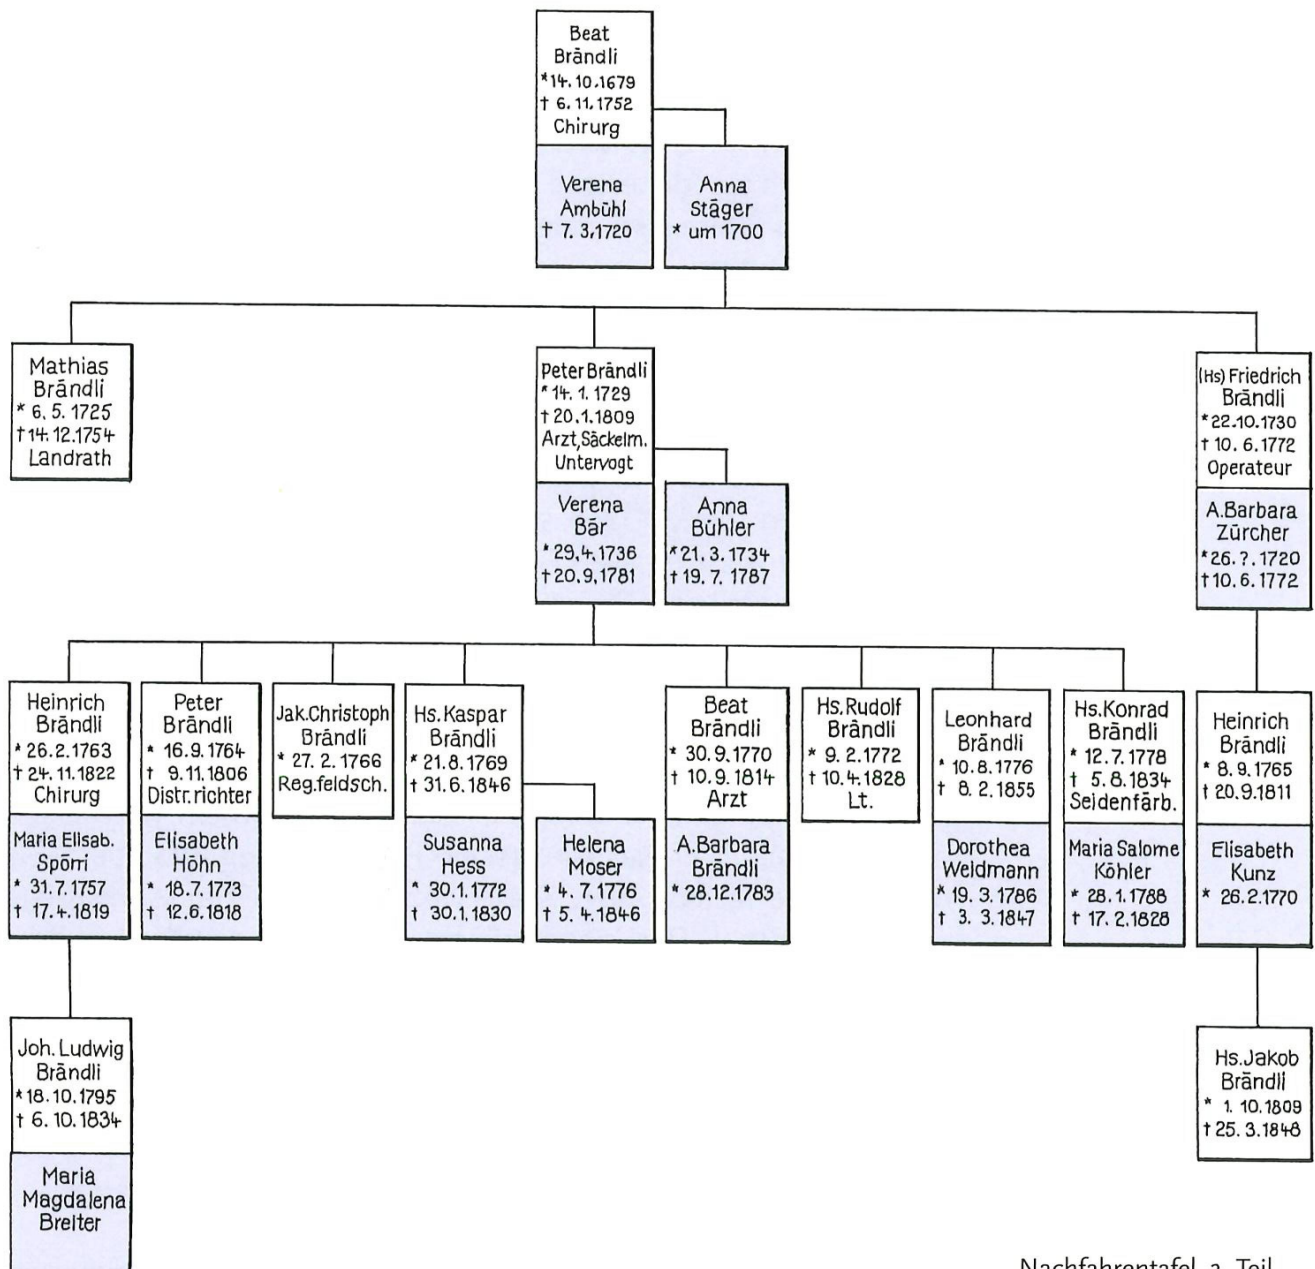 Beat
Brändli
*14.10.1679
† 6.11.1752
Chirurg
Verena
Ambühl
† 7.3.1720
Anna
Stäger
* um 1700
Mathias
Brändli
* 6.5.1725
†14.12.1754
Landrath
Peter Brändli
*14.1.1729
†20.1.1809
Arzt, Säckelm.
Untervogt
Verena
Bär
*29.4.1736
†20.9.1781
Anna
Bühler
*21.3.1734
†19.7.1787
(Hs) Friedrich
Brändli
*22.10.1730
†10.6.1772
Operateur
A.Barbara
Zürcher
*26.?.1720
†10.6.1772
Heinrich
Brändli
*26.2.1763
†24.11.1822
Chirurg
Maria Elisab.
Spörri
* 31.7.1757
† 17.4.1819
Peter
Brändli
* 16.9.1764
† 9.11.1806
Distr.richter
Elisabeth
Höhn
* 18.7.1773
† 12.6.1818
Jak.Christoph
Brändli
* 27.2.1766
Reg.feldsch.
Hs.Kaspar
Brändli
* 21.8.1769
† 31.6.1846
Susanna
Hess
* 30.1.1772
† 30.1.1830
Helena
Moser
* 4.7.1776
† 5.4.1846
Beat
Brändli
* 30.9.1770
† 10.9.1814
Arzt
A.Barbara
Brändli
* 28.12.1783
Hs.Rudolf
Brändli
* 9.2.1772
† 10.4.1828
Lt.
Leonhard
Brändli
* 10.8.1776
† 8.2.1855
Dorothea
Weidmann
* 19.3.1786
† 3.3.1847
Hs.Konrad
Brändli
* 12.7.1778
† 5.8.1834
Seidenfärb.
Maria Salome
Köhler
* 28.1.1788
† 17.2.1828
Heinrich
Brändli
* 8.9.1765
† 20.9.1811
Elisabeth
Kunz
* 26.2.1770
Joh.Ludwig
Brändli
*18.10.1795
† 6.10.1834
Maria
Magdalena
Breiter
Hs.Jakob
Brändli
* 1.10.1809
†25.3.1848
Nachfahrentafel, 2. Teil